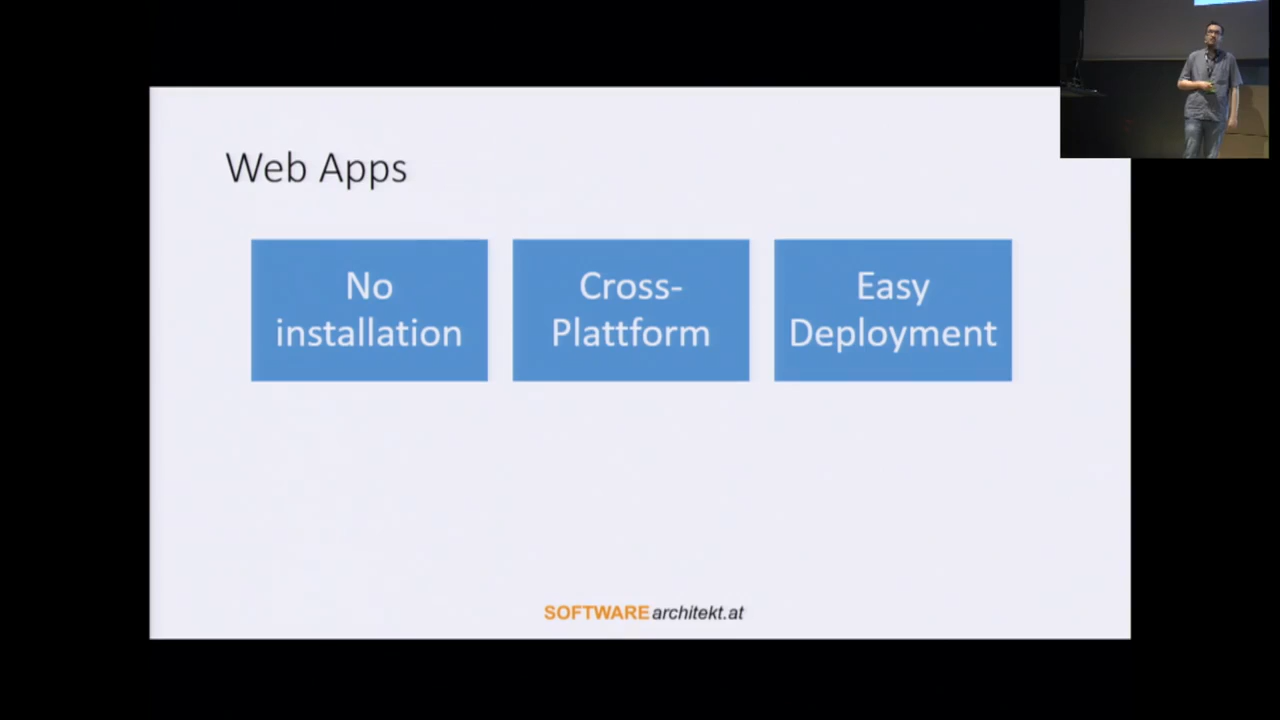 Web Apps
No
installation
Cross-
Plattform
Easy
Deployment
SOFTWAREarchitekt.at